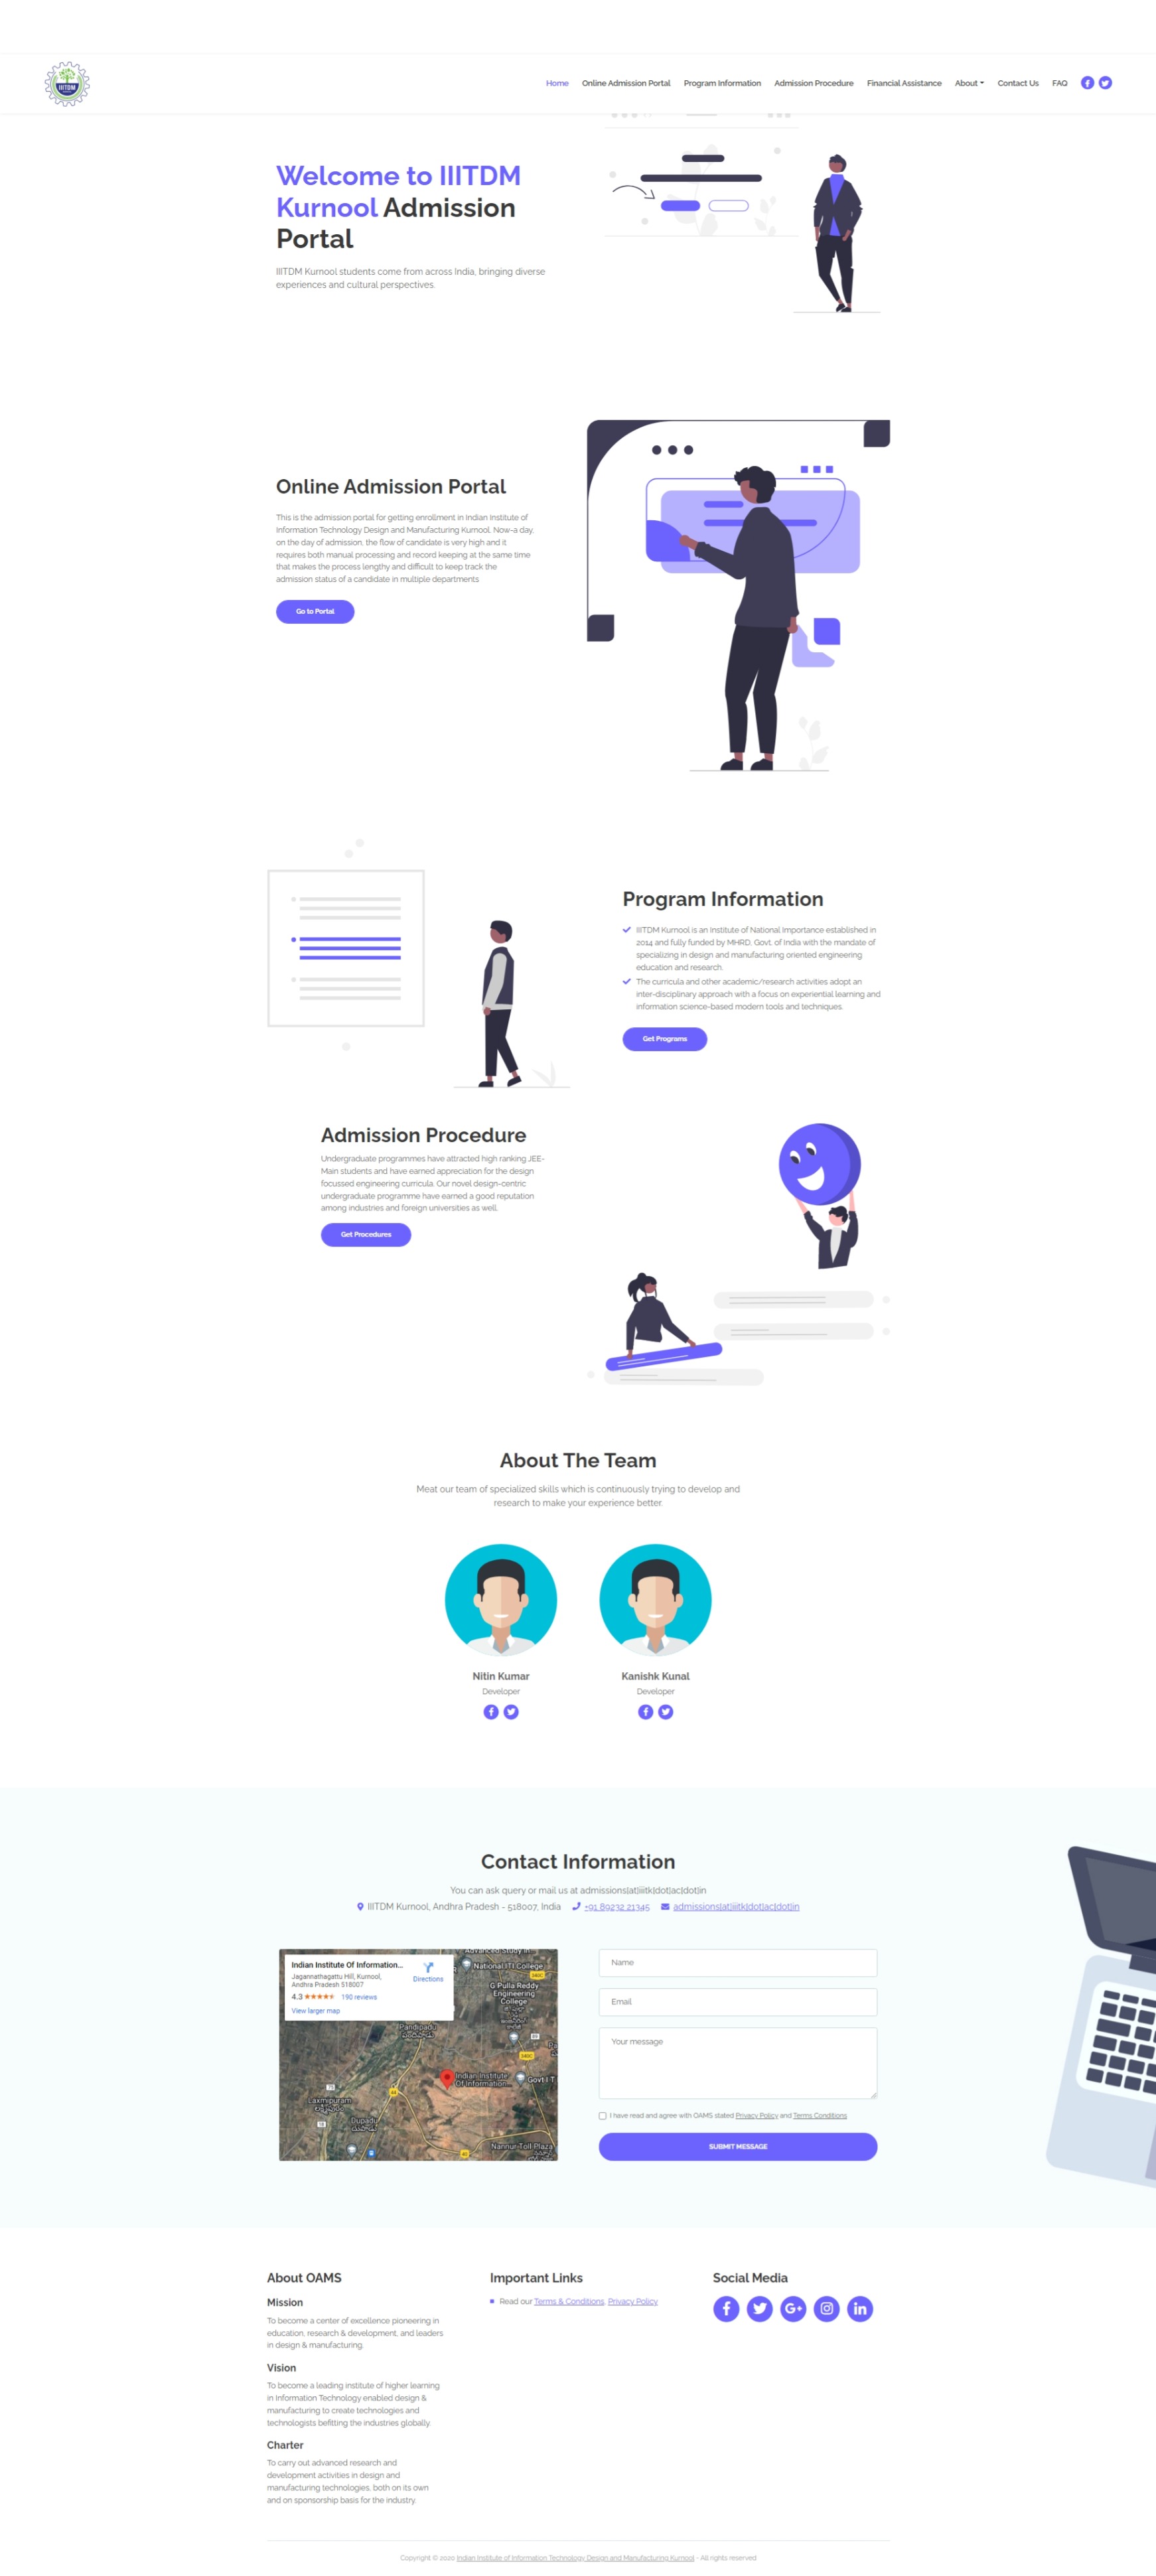 IIITDM
Home Online Admission Portal Program Information Admission Procedure Financial Assistance About Contact Us FAQ
Welcome to IIITDM
Kurnool Admission
Portal
IIITDM Kurnool students come from across India, bringing diverse
experiences and cultural perspectives.
Online Admission Portal
This is the admission portal for getting enrollment in Indian Institute of
Information Technology Design and Manufacturing Kurnool. Now-a day,
on the day of admission, the flow of candidate is very high and it
requires both manual processing and record keeping at the same time
that makes the process lengthy and difficult to keep track the
admission status of a candidate in multiple departments
Go to Portal
Program Information
IIITDM Kurnool is an Institute of National Importance established in
2014 and fully funded by MHRD, Govt. of India with the mandate of
specializing in design and manufacturing oriented engineering
education and research.
The curricula and other academic/research activities adopt an
inter-disciplinary approach with a focus on experiential learning and
information science-based modern tools and techniques.
Get Programs
Admission Procedure
Undergraduate programmes have attracted high ranking JEE-
Main students and have earned appreciation for the design
focussed engineering curricula. Our novel design-centric
undergraduate programme have earned a good reputation
among industries and foreign universities as well.
Get Procedures
About The Team
Meat our team of specialized skills which is continuously trying to develop and
research to make your experience better.
Nitin Kumar
Developer
Kanishk Kunal
Developer
Contact Information
You can ask query or mail us at admissions[at]iiitk[dot]ac[dot]in
IIITDM Kurnool, Andhra Pradesh - 518007, India +91 89232 21345 admissions[at]iiitk[dot]ac[dot]in
Indian Institute Of Information...
Jagannathagattu Hill, Kurnool,
Andhra Pradesh 518007
Directions
4.3 190 reviews
View larger map
Advanced Study in
National ITI College
G Pulla Reddy
Engineering
College
Pandipadu
Indian Institute
Of Information...
Govt I T
Laxmipuram
Dupadu
Nannur Toll Plaza
Name
Email
Your message
I have read and agree with OAMS stated Privacy Policy and Terms Conditions
SUBMIT MESSAGE
About OAMS
Mission
To become a center of excellence pioneering in
education, research & development, and leaders
in design & manufacturing.
Vision
To become a leading institute of higher learning
in Information Technology enabled design &
manufacturing to create technologies and
technologists befitting the industries globally.
Charter
To carry out advanced research and
development activities in design and
manufacturing technologies, both on its own
and on sponsorship basis for the industry.
Important Links
Read our Terms & Conditions, Privacy Policy
Social Media
Copyright © 2020 Indian Institute of Information Technology Design and Manufacturing Kurnool - All rights reserved